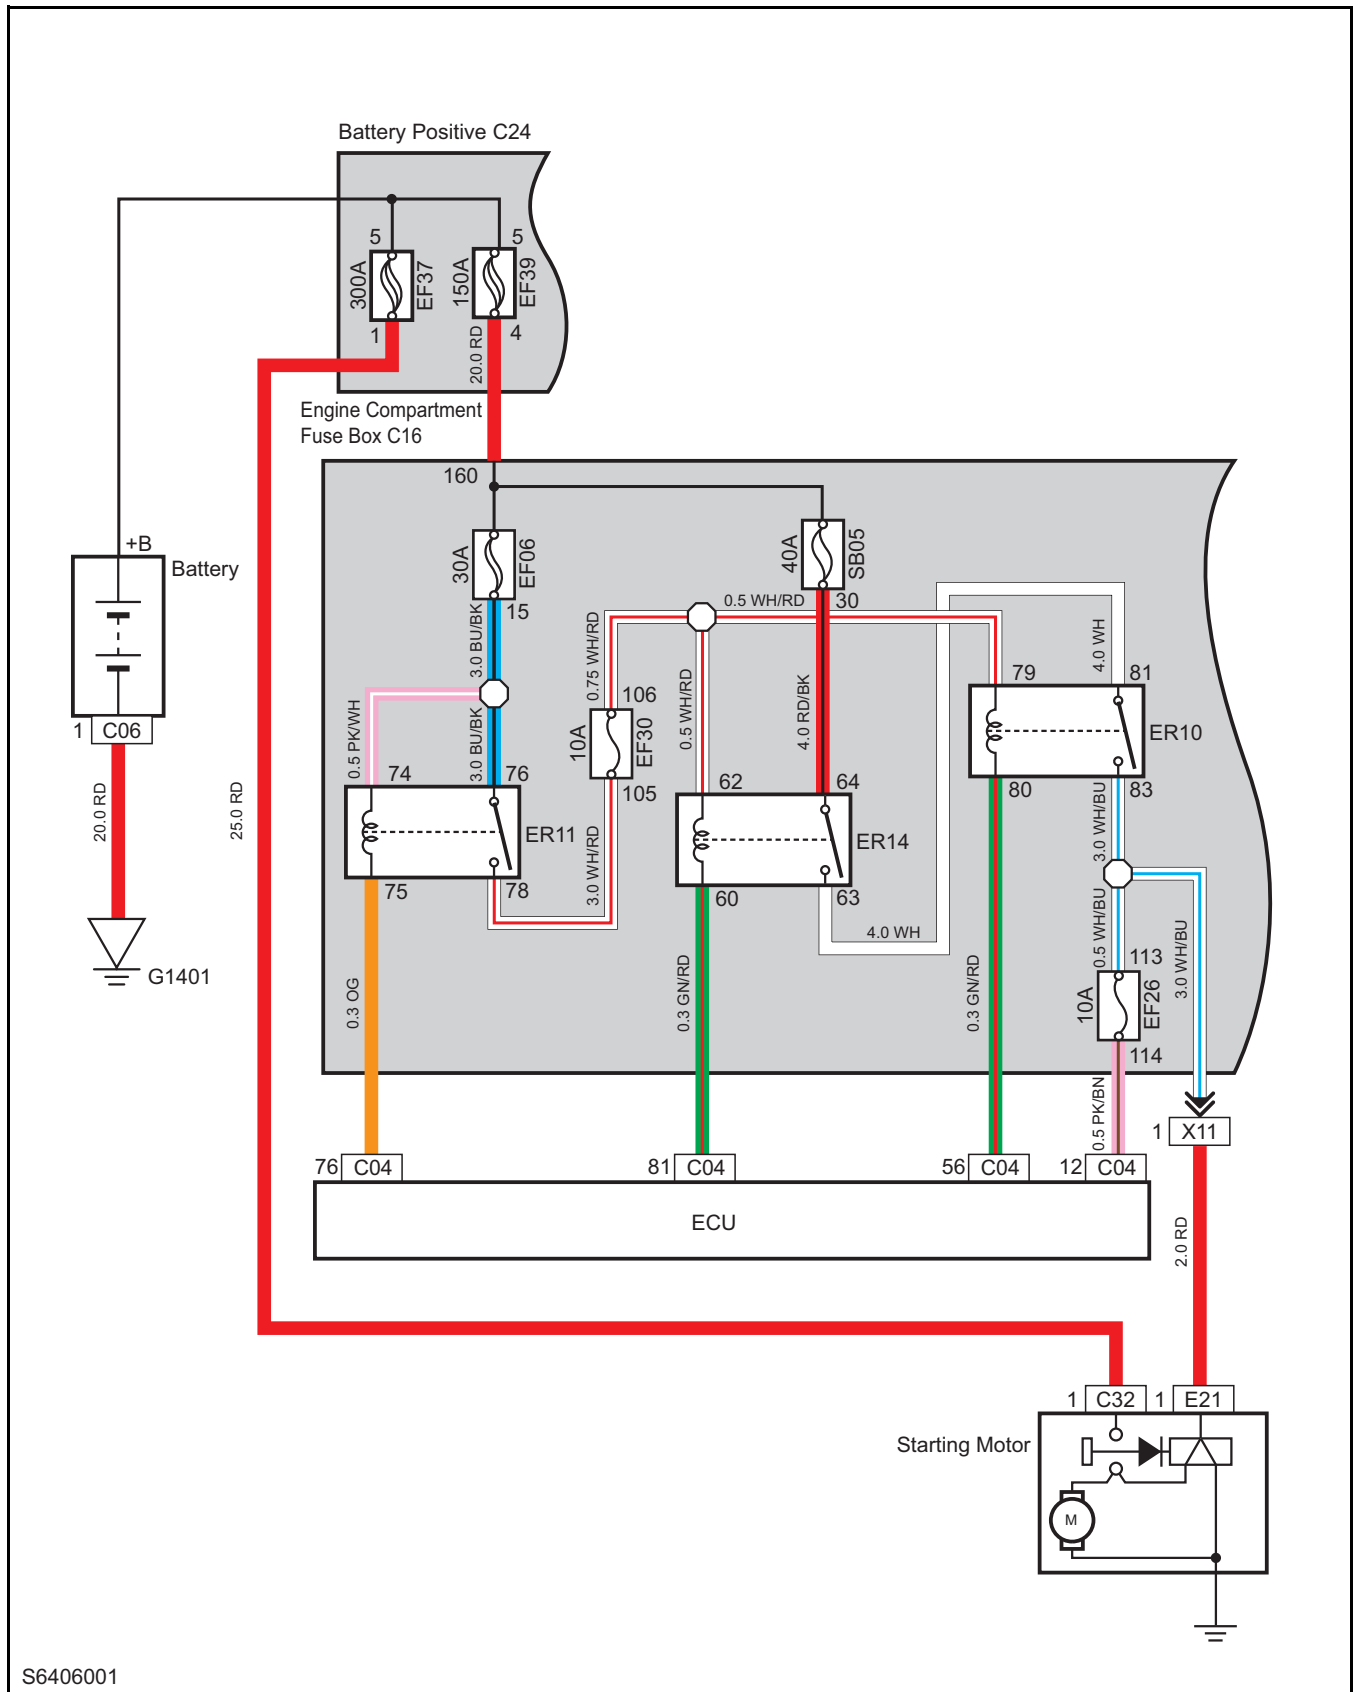 Battery Positive C24
5
5
300A
EF37
150A
EF39
1
4
20.0 RD
Engine Compartment
Fuse Box C16
160
30A
EF06
40A
SB05
15
30
0.5 WH/RD
3.0 BU/BK
0.75 WH/RD
0.5 WH/RD
4.0 RD/BK
4.0 WH
+B
Battery
1 C06
20.0 RD
25.0 RD
G1401
0.5 PK/WH
3.0 BU/BK
74
76
ER11
75
78
106
10A
EF30
105
3.0 WH/RD
62
64
ER14
60
63
4.0 WH
79
81
ER10
80
83
3.0 WH/BU
0.5 WH/BU
113
10A
EF26
114
3.0 WH/BU
0.3 OG
0.3 GN/RD
0.3 GN/RD
0.5 PK/BN
1 X11
76 C04
81 C04
56 C04
12 C04
ECU
2.0 RD
1 C32
1 E21
Starting Motor
M
S6406001